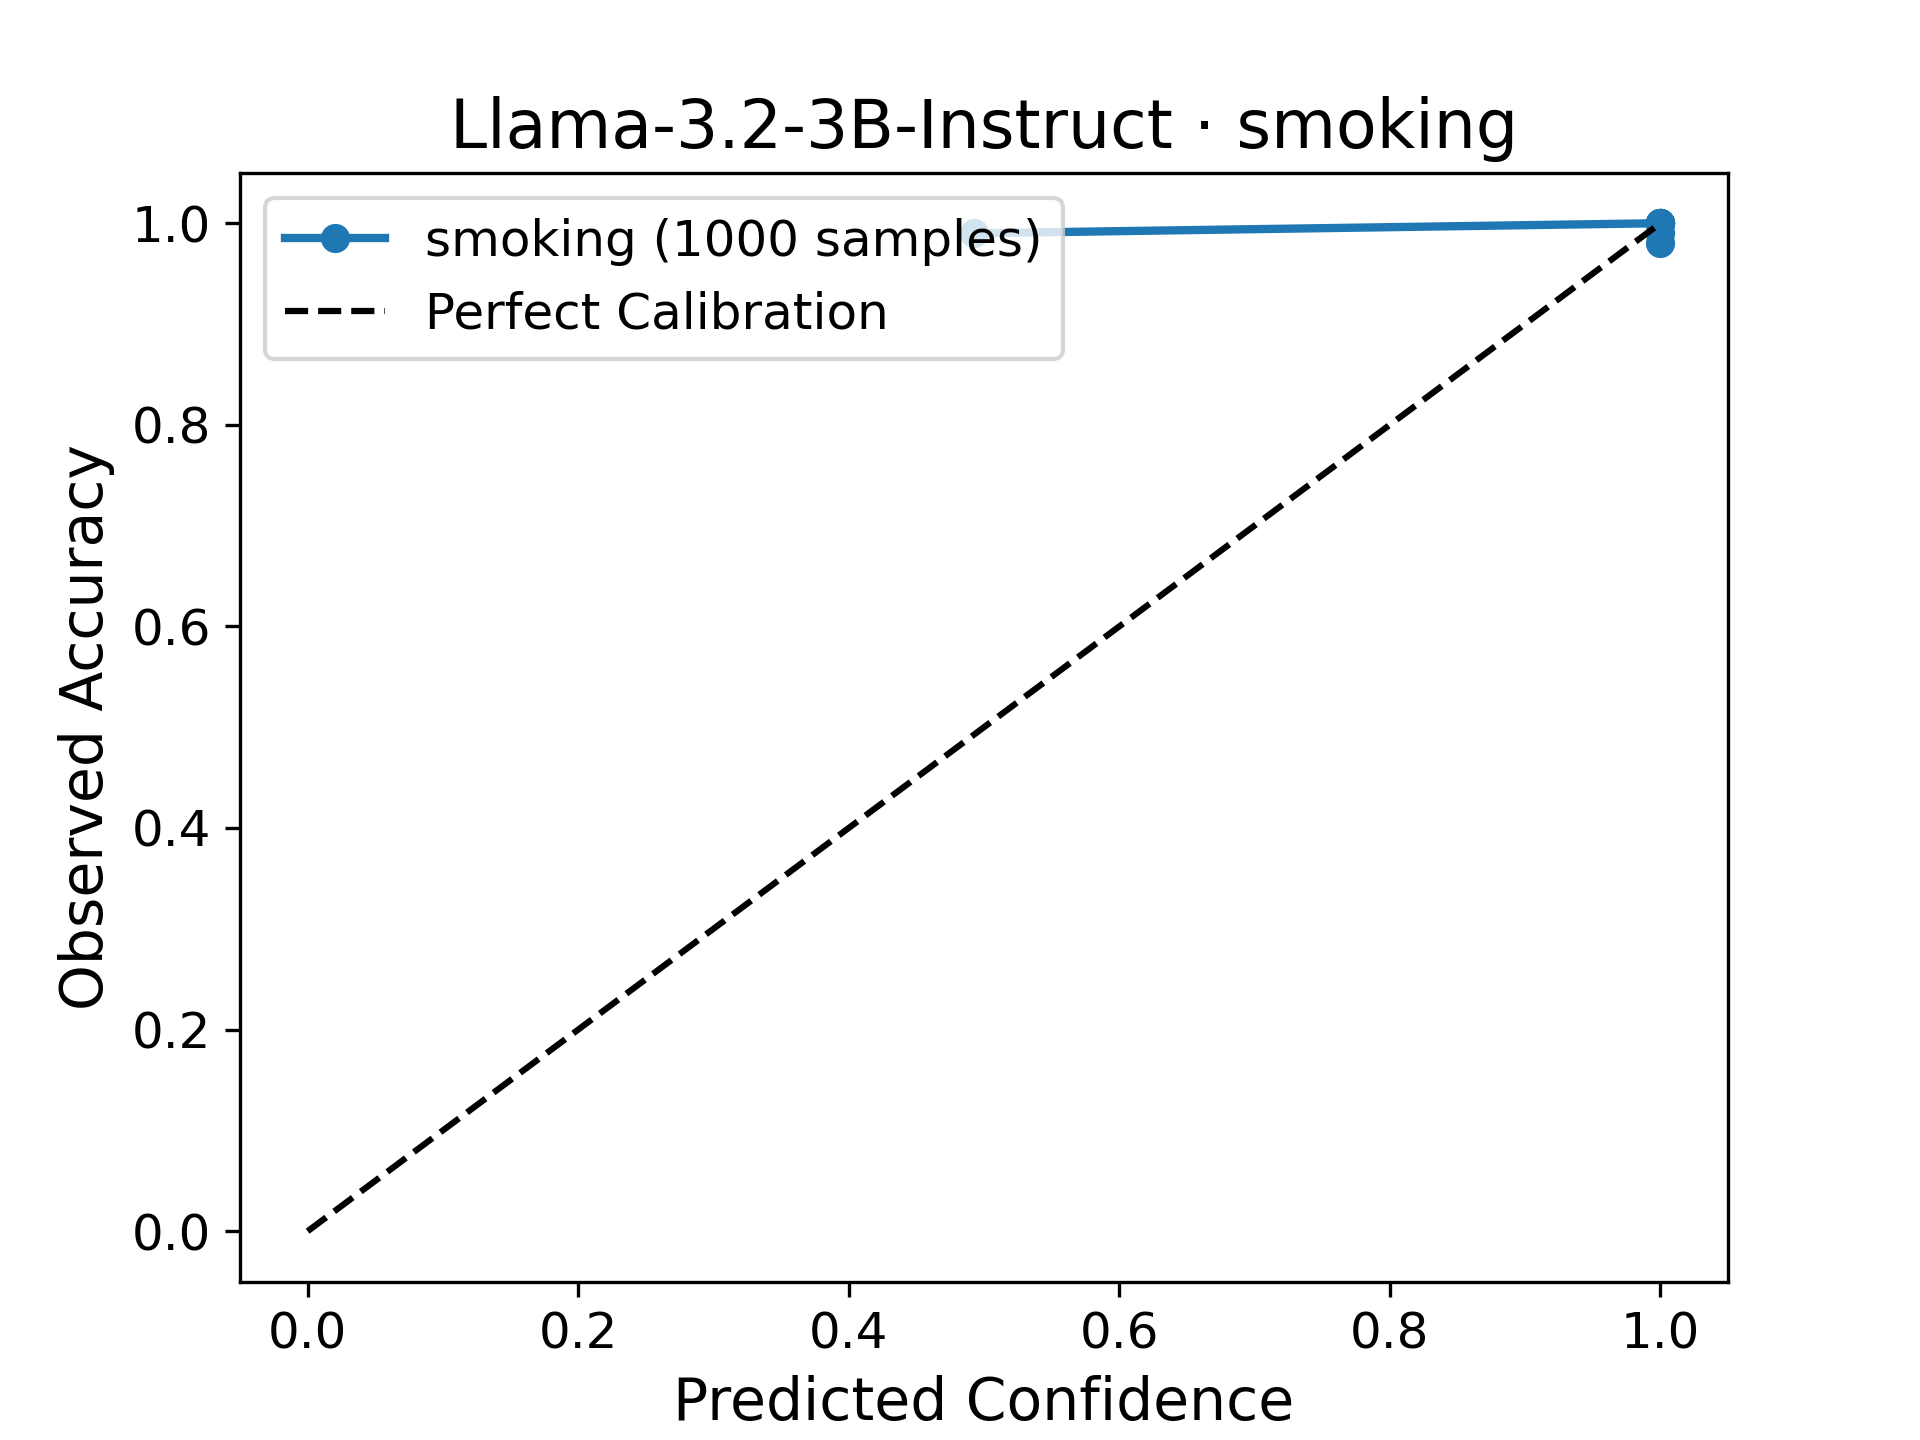 Llama-3.2-3B-Instruct · smoking
smoking (1000 samples)
Perfect Calibration
Observed Accuracy
1.0
0.8
0.6
0.4
0.2
0.0
0.0 0.2 0.4 0.6 0.8 1.0
Predicted Confidence